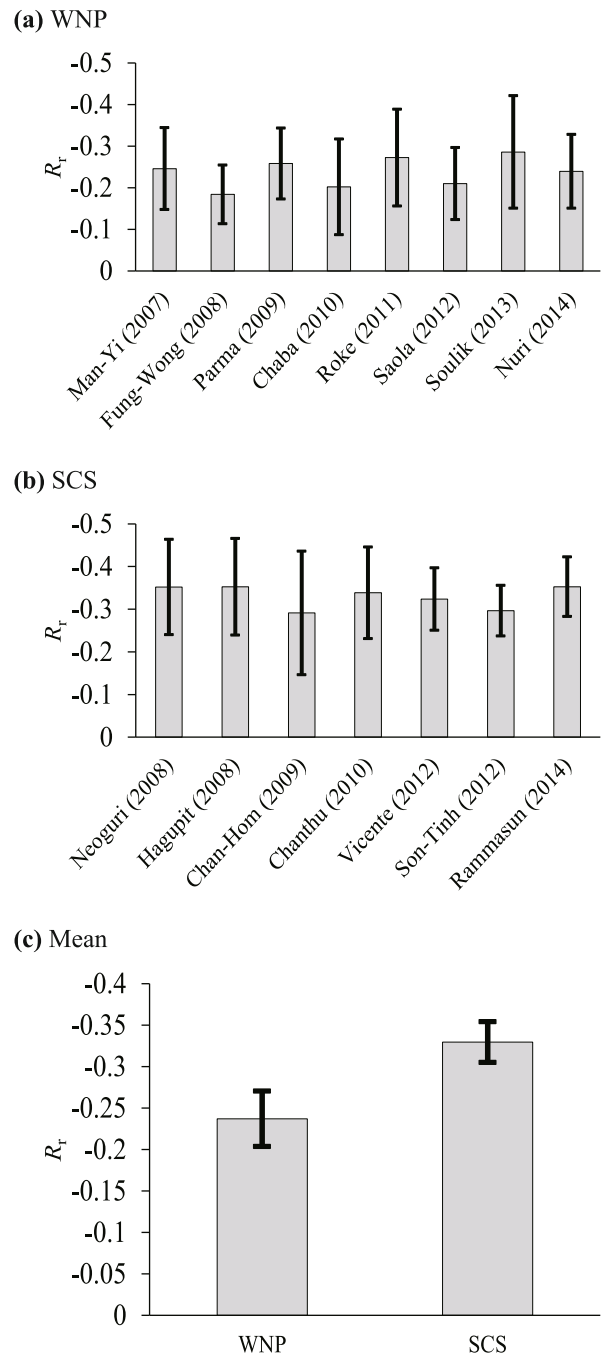 (a) WNP
-0.5
-0.4
-0.3
-0.2
-0.1
0
Rr
Man-Yi (2007)
Fung-Wong (2008)
Parma (2009)
Chaba (2010)
Roke (2011)
Saola (2012)
Soulik (2013)
Nuri (2014)
(b) SCS
-0.5
-0.4
-0.3
-0.2
-0.1
0
Rr
Neoguri (2008)
Hagupit (2008)
Chan-Hom (2009)
Chanthu (2010)
Vicente (2012)
Son-Tinh (2012)
Rammasun (2014)
(c) Mean
-0.4
-0.35
-0.3
-0.25
-0.2
-0.15
-0.1
-0.05
0
Rr
WNP
SCS